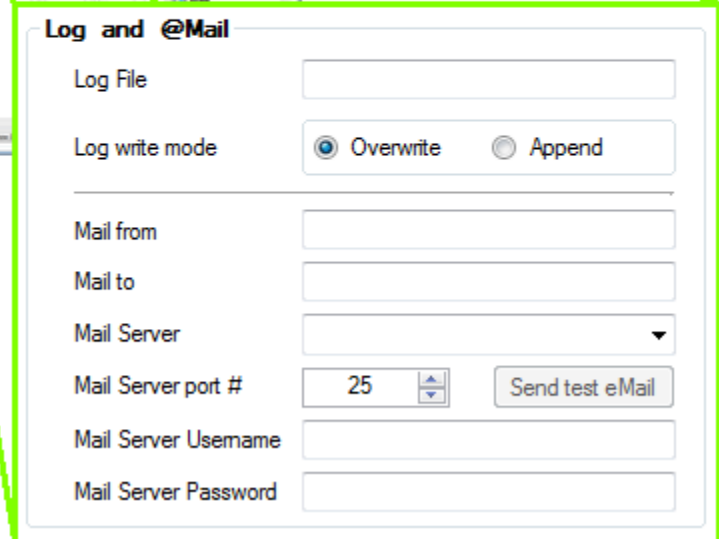 Log and @Mail
Log File
Log write mode Overwrite Append
Mail from
Mail to
Mail Server
Mail Server port # 25 Send test eMail
Mail Server Username
Mail Server Password